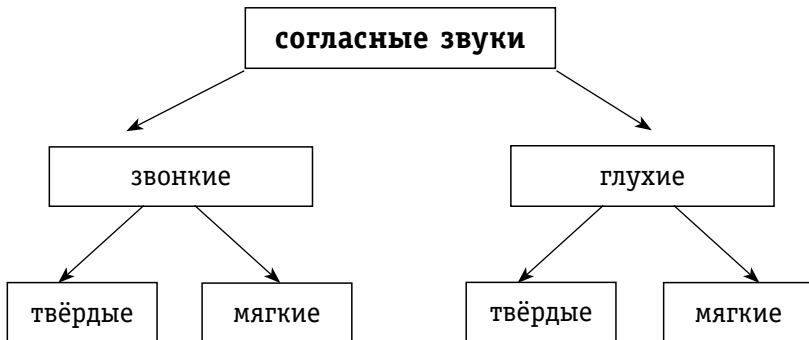 согласные звуки
звонкие
глухие
твёрдые
мягкие
твёрдые
мягкие